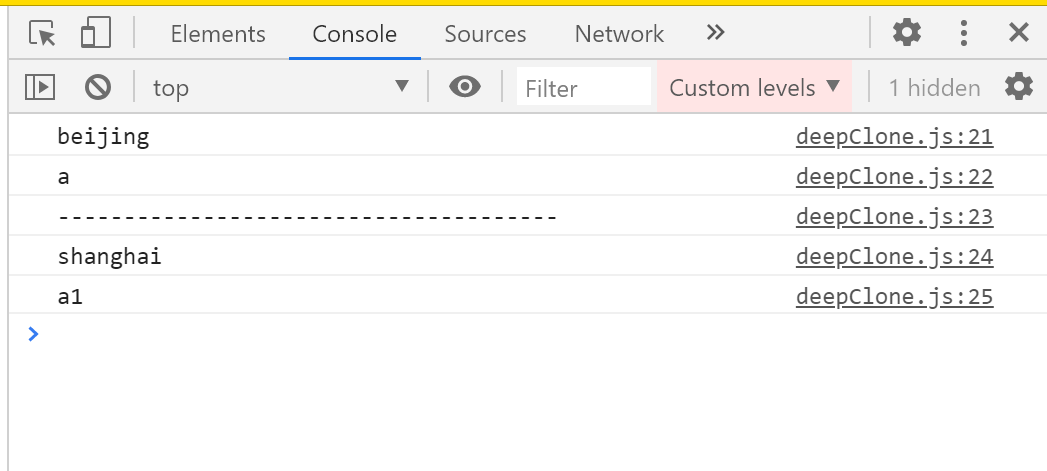 Elements Console Sources Network
top Filter Custom levels 1 hidden
beijing deepClone.js:21
a deepClone.js:22
-------------------------------------- deepClone.js:23
shanghai deepClone.js:24
a1 deepClone.js:25